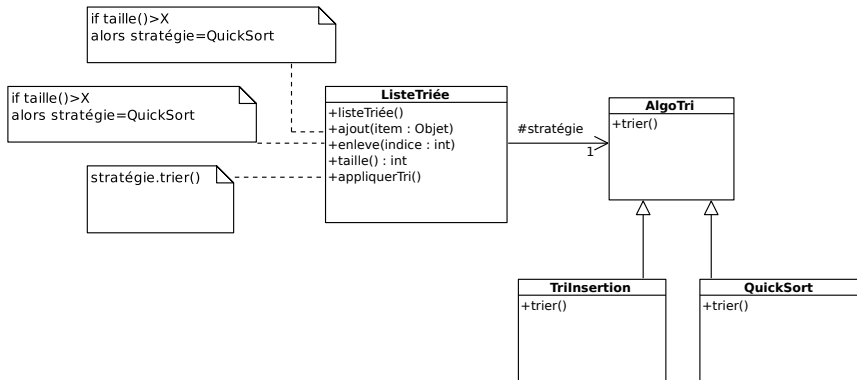 if taille()>X
alors stratégie=QuickSort
if taille()>X
alors stratégie=QuickSort
stratégie.trier()
ListeTriée
+listeTriée()
+ajout(item : Objet)
+enleve(indice : int)
+taille() : int
+appliquerTri()
#stratégie
1
AlgoTri
+trier()
TriInsertion
+trier()
QuickSort
+trier()